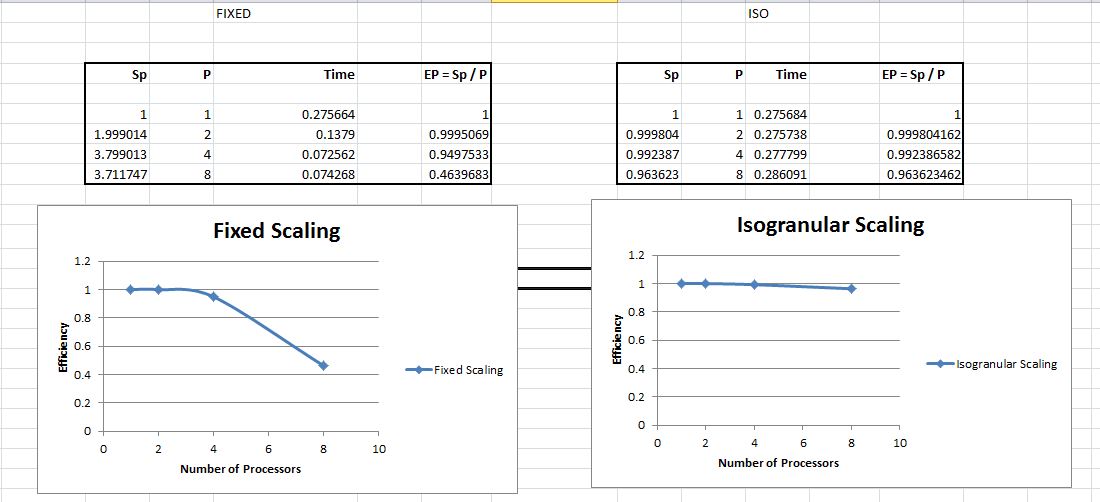 FIXED ISO
Sp P Time EP = Sp / P
1 1 0.275664 1
1.999014 2 0.1379 0.9995069
3.799013 4 0.072562 0.9497533
3.711747 8 0.074268 0.4639683
Sp P Time EP = Sp / P
1 1 0.275684 1
0.999804 2 0.275738 0.999804162
0.992387 4 0.277799 0.992386582
0.963623 8 0.286091 0.963623462
Fixed Scaling
1.2
1
0.8
0.6
0.4
0.2
0
Efficiency
0 2 4 6 8 10
Number of Processors
Fixed Scaling
Isogranular Scaling
1.2
1
0.8
0.6
0.4
0.2
0
Efficiency
0 2 4 6 8 10
Number of Processors
Isogranular Scaling